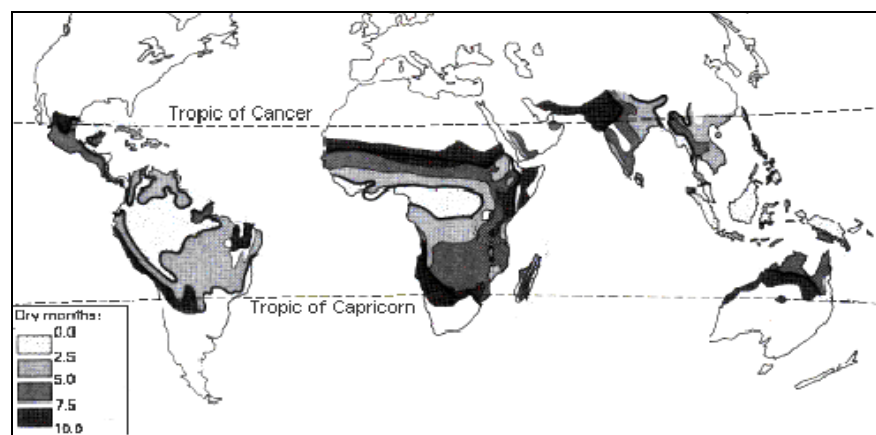 Tropic of Cancer
Tropic of Capricorn
Dry months:
0.0
2.5
5.0
7.5
10.0